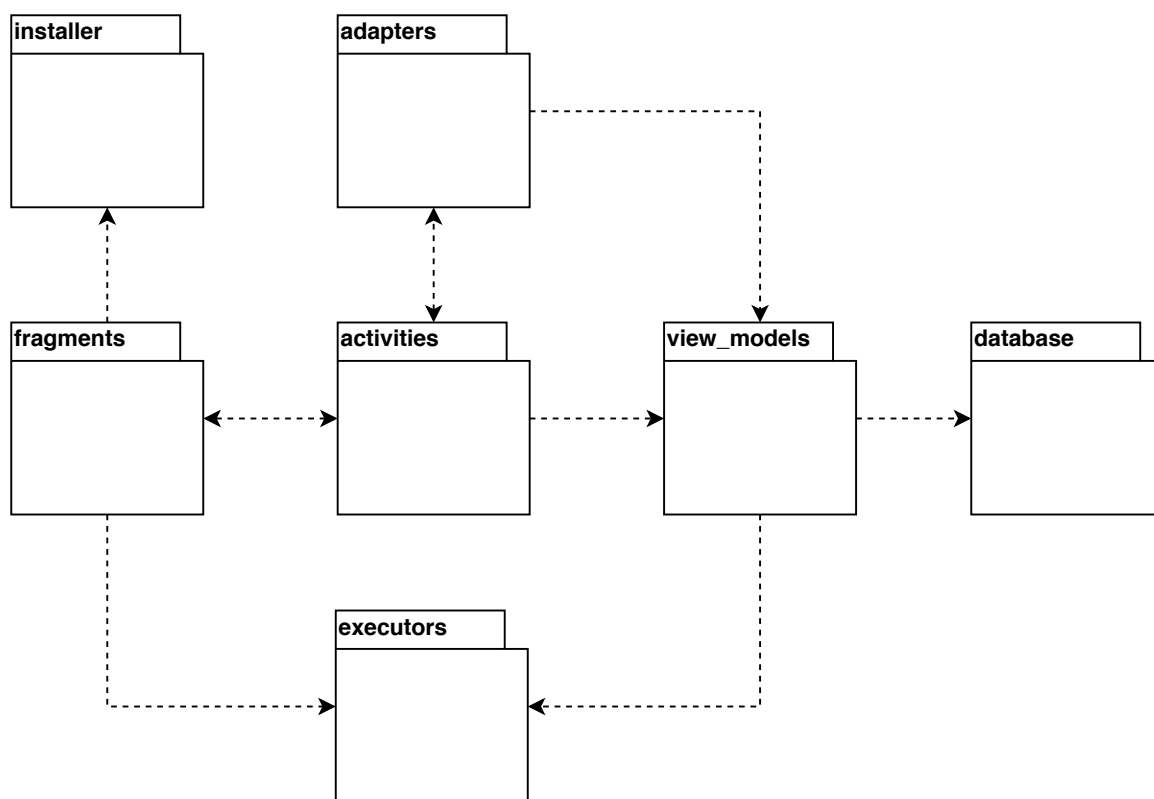 installer
adapters
fragments
activities
view_models
database
executors